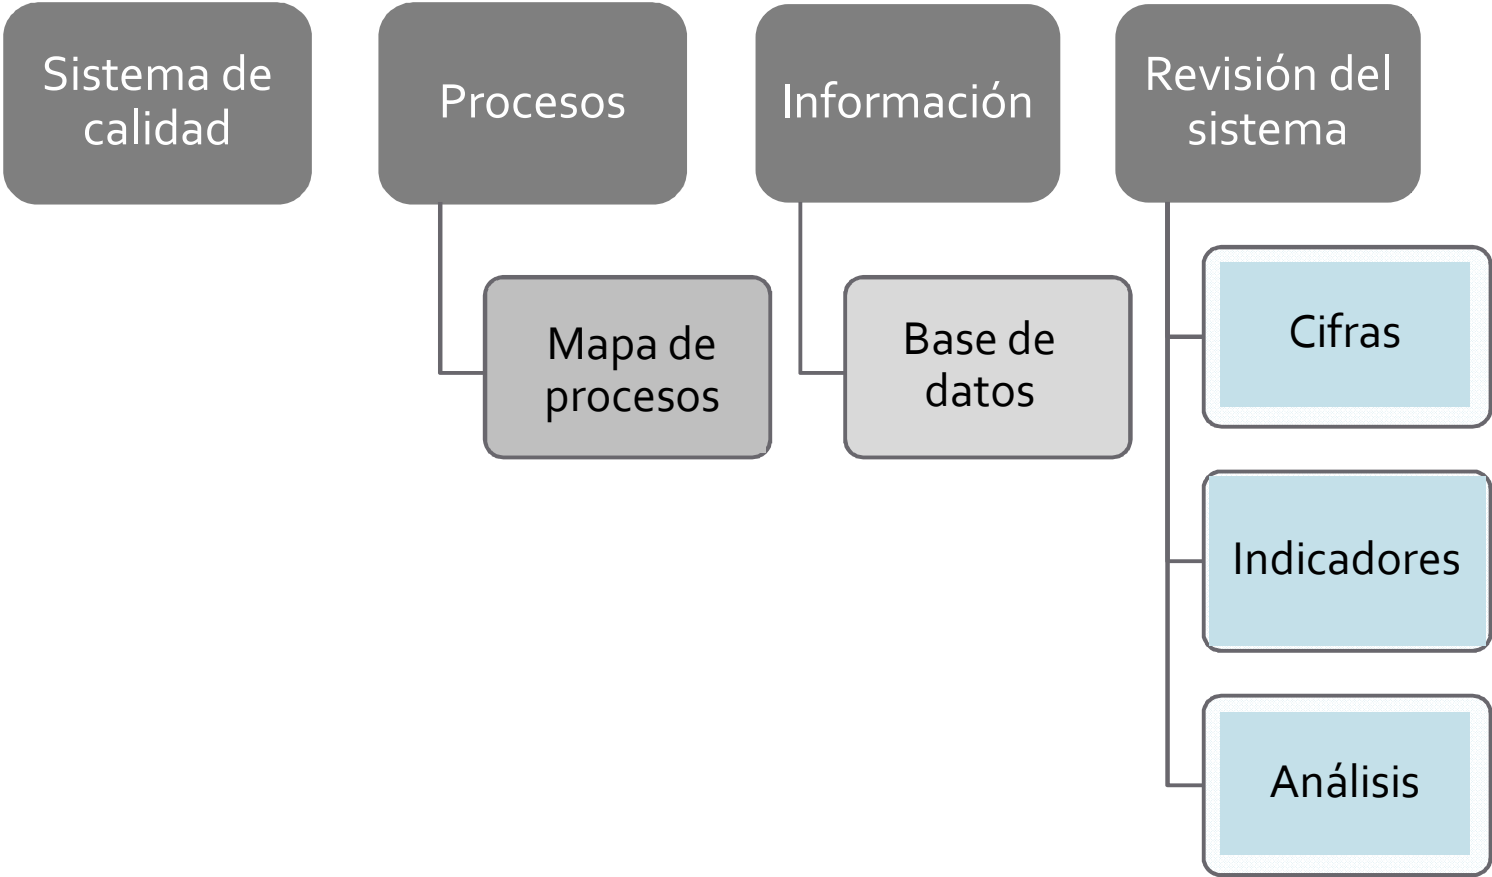 Sistema de
calidad
Procesos
Información
Revisión del
sistema
Mapa de
procesos
Base de
datos
Cifras
Indicadores
Análisis